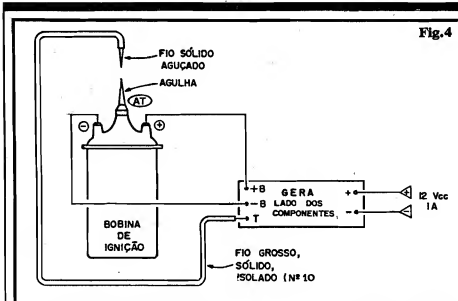 Fig.4
FIO SÓLIDO
AGUÇADO
AGULHA
AT
- +
+B
-B
T
GERA
LADO DOS
COMPONENTES.
+
-
+
-
12 Vcc
1A
BOBINA
DE
IGNIÇÃO
FIO GROSSO,
SÓLIDO,
ISOLADO (Nº 10